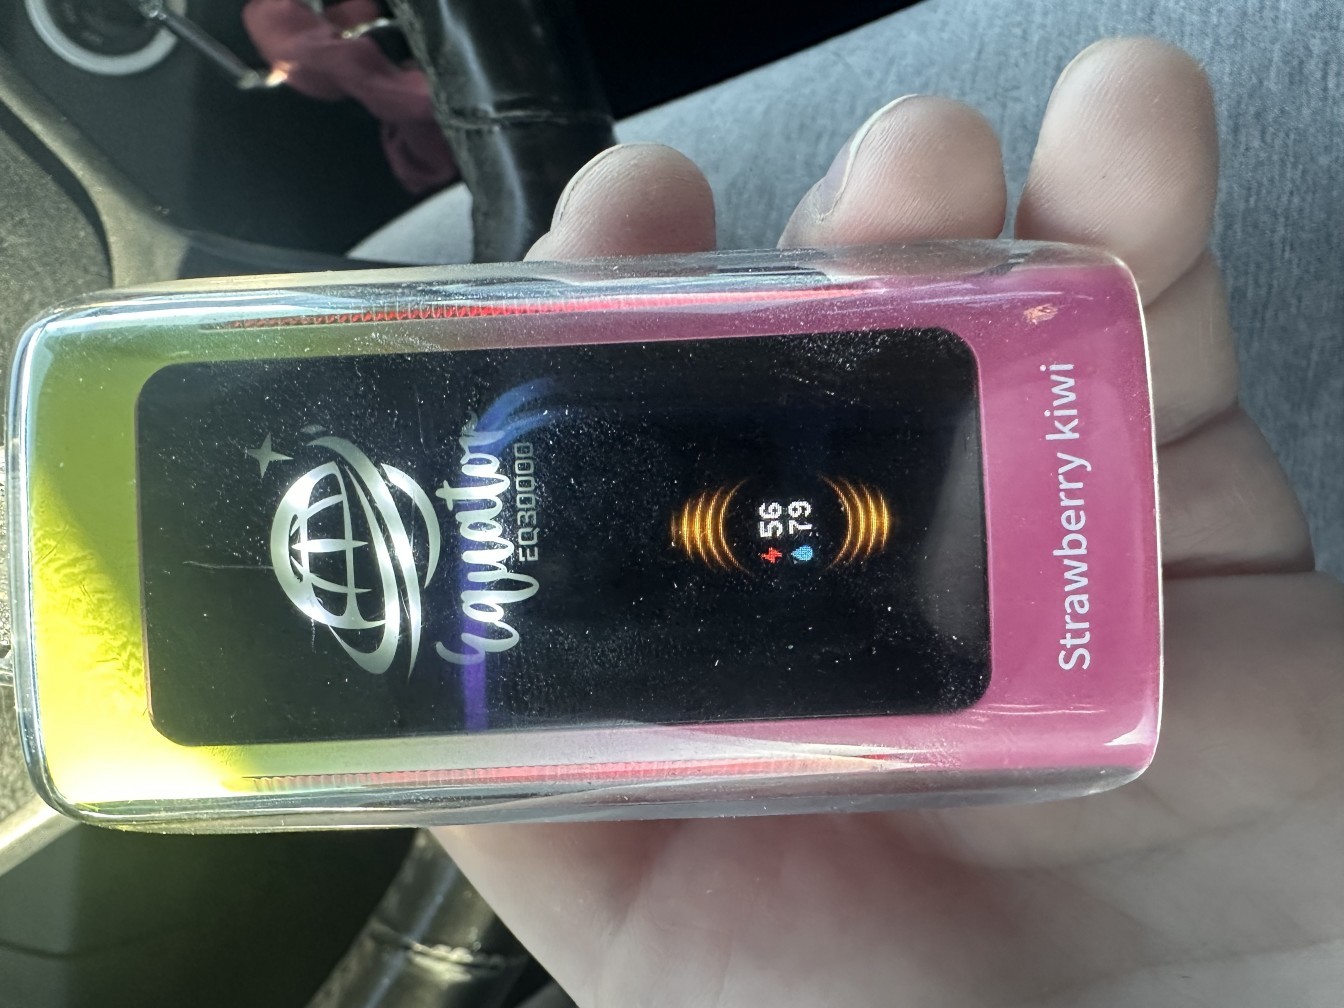 Equator
EQ30000
56
79
Strawberry kiwi